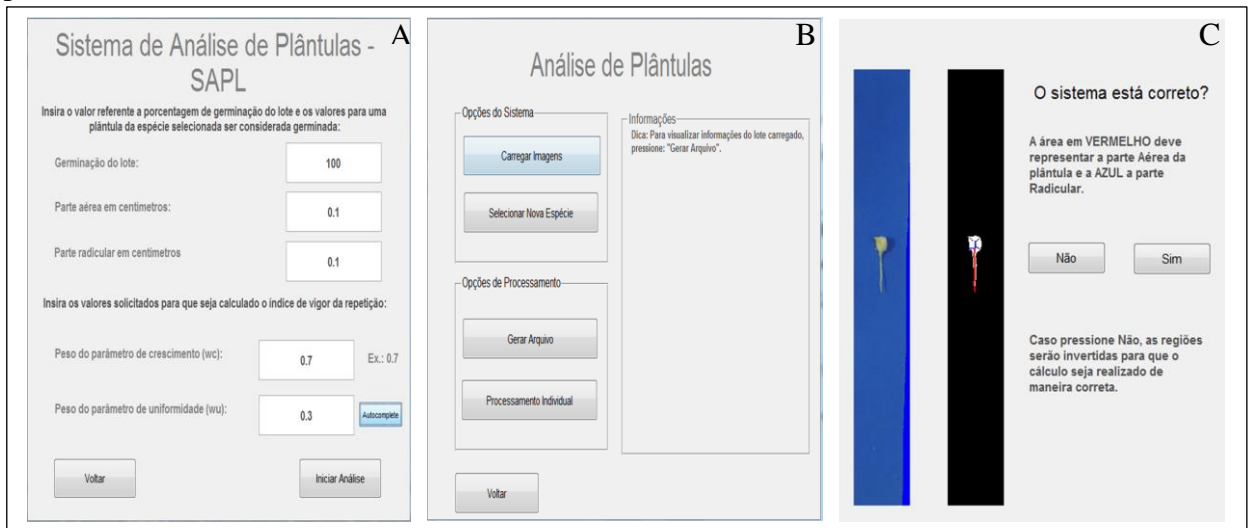 A
Sistema de Análise de Plântulas -
SAPL
Insira o valor referente a porcentagem de germinação do lote e os valores para uma
plântula da espécie selecionada ser considerada germinada:
Germinação do lote:
100
Parte aérea em centímetros:
0.1
Parte radicular em centimetros
0.1
Insira os valores solicitados para que seja calculado o índice de vigor da repetição:
Peso do parâmetro de crescimento (wc):
0.7
Ex.: 0.7
Peso do parâmetro de uniformidade (wu):
0.3
Autocomplete
Voltar
Iniciar Análise
B
Análise de Plântulas
Opções do Sistema
Carregar Imagens
Selecionar Nova Espécie
Opções de Processamento
Gerar Arquivo
Processamento Individual
Informações
Dica: Para visualizar informações do lote carregado,
pressione: "Gerar Arquivo".
Voltar
C
O sistema está correto?
A área em VERMELHO deve
representar a parte Aérea da
plântula e a AZUL a parte
Radicular.
Não
Sim
Caso pressione Não, as regiões
serão invertidas para que o
cálculo seja realizado de
maneira correta.